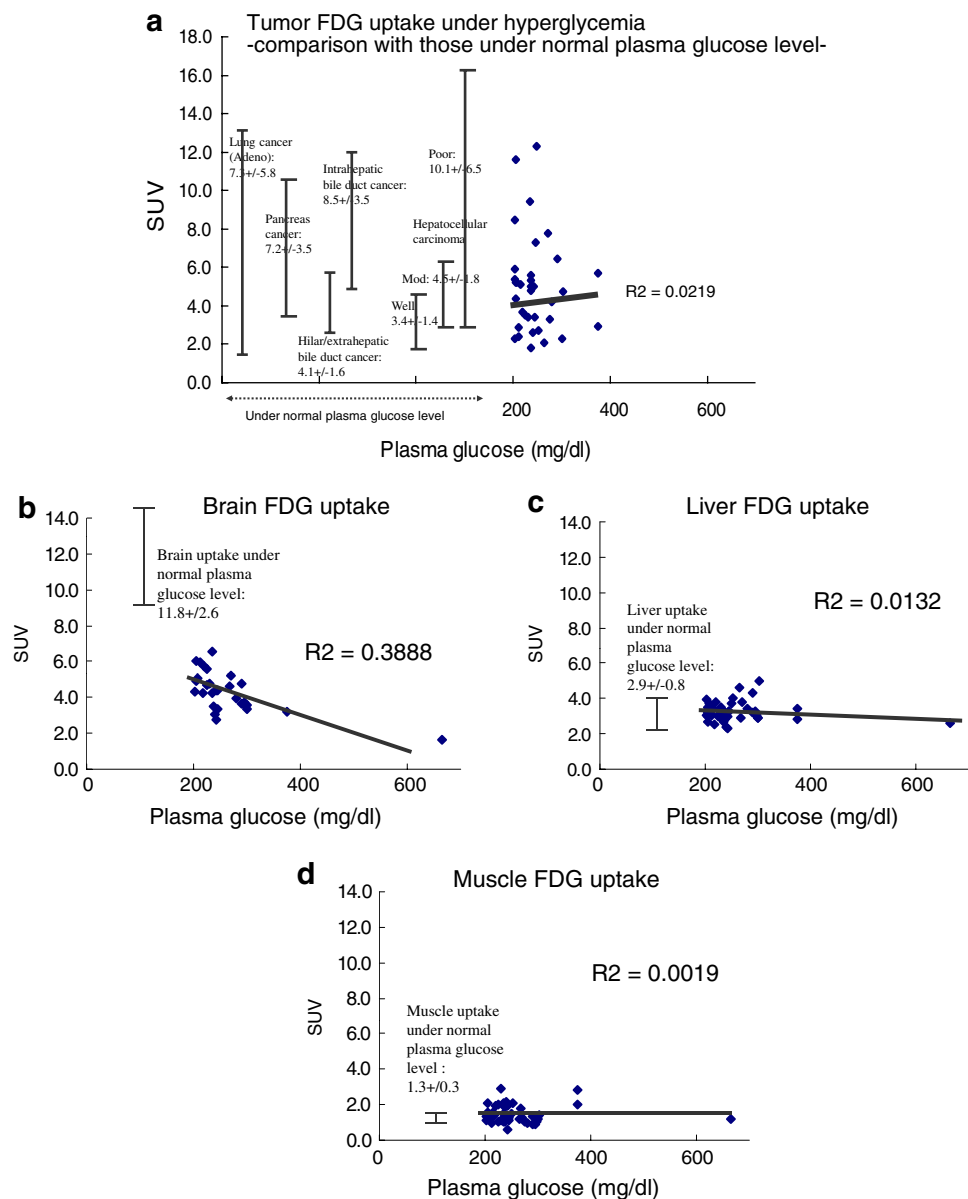 a
Tumor FDG uptake under hyperglycemia
-comparison with those under normal plasma glucose level-
18.0
16.0
14.0
12.0
10.0
8.0
6.0
4.0
2.0
0.0
SUV
Lung cancer
(Adeno):
7.3+/-5.8
Pancreas
cancer:
7.2+/-3.5
Intrahepatic
bile duct cancer:
8.5+/-3.5
Hilar/extrahepatic
bile duct cancer:
4.1+/-1.6
Poor:
10.1+/-6.5
Hepatocellular
carcinoma
Mod: 4.5+/-1.8
Well
3.4+/-1.4
R2 = 0.0219
Under normal plasma glucose level
200
400
600
Plasma glucose (mg/dl)
b
Brain FDG uptake
14.0
12.0
10.0
8.0
6.0
4.0
2.0
0.0
SUV
Brain uptake under
normal plasma
glucose level:
11.8+/2.6
R2 = 0.3888
0
200
400
600
Plasma glucose (mg/dl)
c
Liver FDG uptake
14.0
12.0
10.0
8.0
6.0
4.0
2.0
0.0
SUV
Liver uptake
under normal
plasma
glucose level:
2.9+/-0.8
R2 = 0.0132
0
200
400
600
Plasma glucose (mg/dl)
d
Muscle FDG uptake
14.0
12.0
10.0
8.0
6.0
4.0
2.0
0.0
SUV
Muscle uptake
under normal
plasma glucose
level :
1.3+/0.3
R2 = 0.0019
0
200
400
600
Plasma glucose (mg/dl)